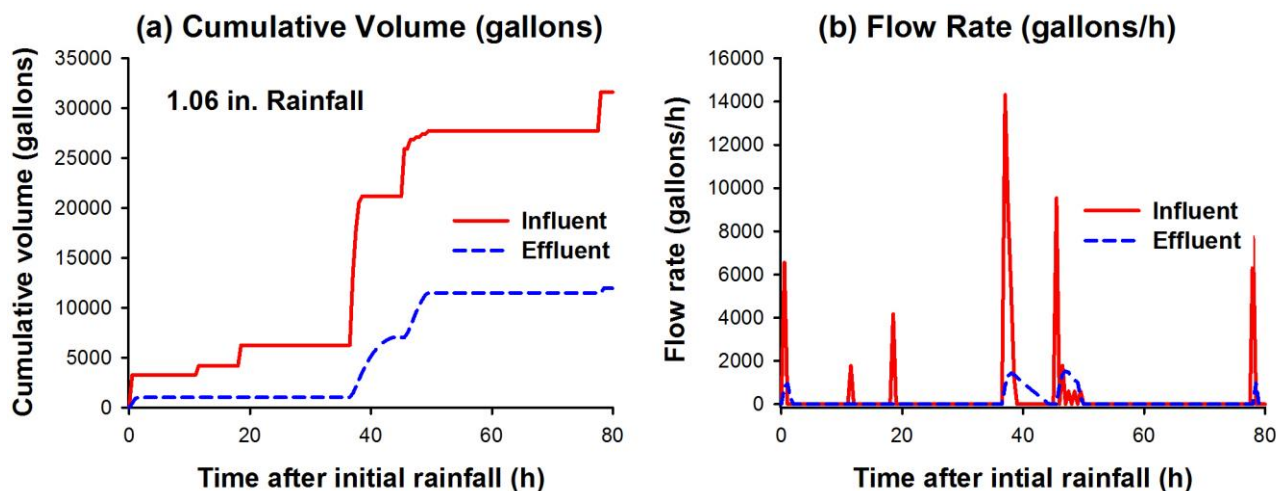 (a) Cumulative Volume (gallons)
35000
30000
25000
20000
15000
10000
5000
0
Cumulative volume (gallons)
1.06 in. Rainfall
Influent
Effluent
0 20 40 60 80
Time after initial rainfall (h)
(b) Flow Rate (gallons/h)
16000
14000
12000
10000
8000
6000
4000
2000
0
Flow rate (gallons/h)
Influent
Effluent
0 20 40 60 80
Time after intial rainfall (h)